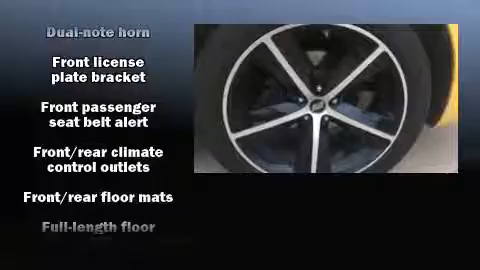 Dual-note horn
Front license
plate bracket
Front passenger
seat belt alert
Front/rear climate
control outlets
Front/rear floor mats
Full-length floor